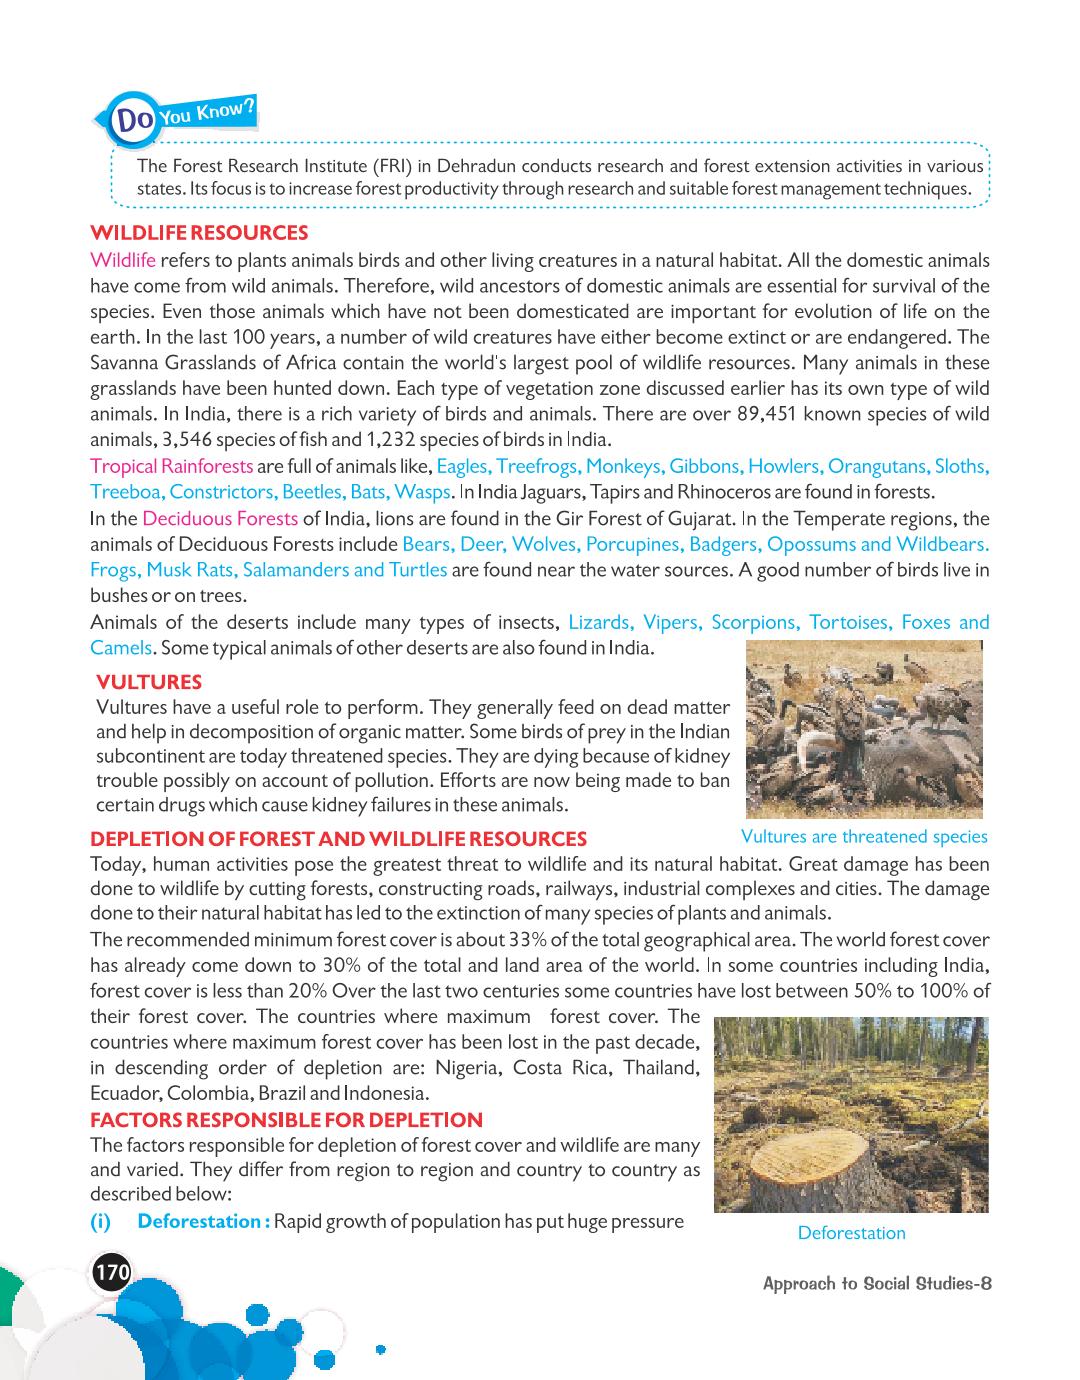 Do You Know?
The Forest Research Institute (FRI) in Dehradun conducts research and forest extension activities in various
states. Its focus is to increase forest productivity through research and suitable forest management techniques.
WILDLIFE RESOURCES
Wildlife refers to plants animals birds and other living creatures in a natural habitat. All the domestic animals
have come from wild animals. Therefore, wild ancestors of domestic animals are essential for survival of the
species. Even those animals which have not been domesticated are important for evolution of life on the
earth. In the last 100 years, a number of wild creatures have either become extinct or are endangered. The
Savanna Grasslands of Africa contain the world's largest pool of wildlife resources. Many animals in these
grasslands have been hunted down. Each type of vegetation zone discussed earlier has its own type of wild
animals. In India, there is a rich variety of birds and animals. There are over 89,451 known species of wild
animals, 3,546 species of fish and 1,232 species of birds in India.
Tropical Rainforests are full of animals like, Eagles, Treefrogs, Monkeys, Gibbons, Howlers, Orangutans, Sloths,
Treeboa, Constrictors, Beetles, Bats, Wasps. In India Jaguars, Tapirs and Rhinoceros are found in forests.
In the Deciduous Forests of India, lions are found in the Gir Forest of Gujarat. In the Temperate regions, the
animals of Deciduous Forests include Bears, Deer, Wolves, Porcupines, Badgers, Opossums and Wildbears.
Frogs, Musk Rats, Salamanders and Turtles are found near the water sources. A good number of birds live in
bushes or on trees.
Animals of the deserts include many types of insects, Lizards, Vipers, Scorpions, Tortoises, Foxes and
Camels. Some typical animals of other deserts are also found in India.
VULTURES
Vultures have a useful role to perform. They generally feed on dead matter
and help in decomposition of organic matter. Some birds of prey in the Indian
subcontinent are today threatened species. They are dying because of kidney
trouble possibly on account of pollution. Efforts are now being made to ban
certain drugs which cause kidney failures in these animals.
Vultures are threatened species
DEPLETION OF FOREST AND WILDLIFE RESOURCES
Today, human activities pose the greatest threat to wildlife and its natural habitat. Great damage has been
done to wildlife by cutting forests, constructing roads, railways, industrial complexes and cities. The damage
done to their natural habitat has led to the extinction of many species of plants and animals.
The recommended minimum forest cover is about 33% of the total geographical area. The world forest cover
has already come down to 30% of the total and land area of the world. In some countries including India,
forest cover is less than 20% Over the last two centuries some countries have lost between 50% to 100% of
their forest cover. The countries where maximum forest cover. The
countries where maximum forest cover has been lost in the past decade,
in descending order of depletion are: Nigeria, Costa Rica, Thailand,
Ecuador, Colombia, Brazil and Indonesia.
FACTORS RESPONSIBLE FOR DEPLETION
The factors responsible for depletion of forest cover and wildlife are many
and varied. They differ from region to region and country to country as
described below:
(i) Deforestation : Rapid growth of population has put huge pressure
Deforestation
170
Approach to Social Studies-8